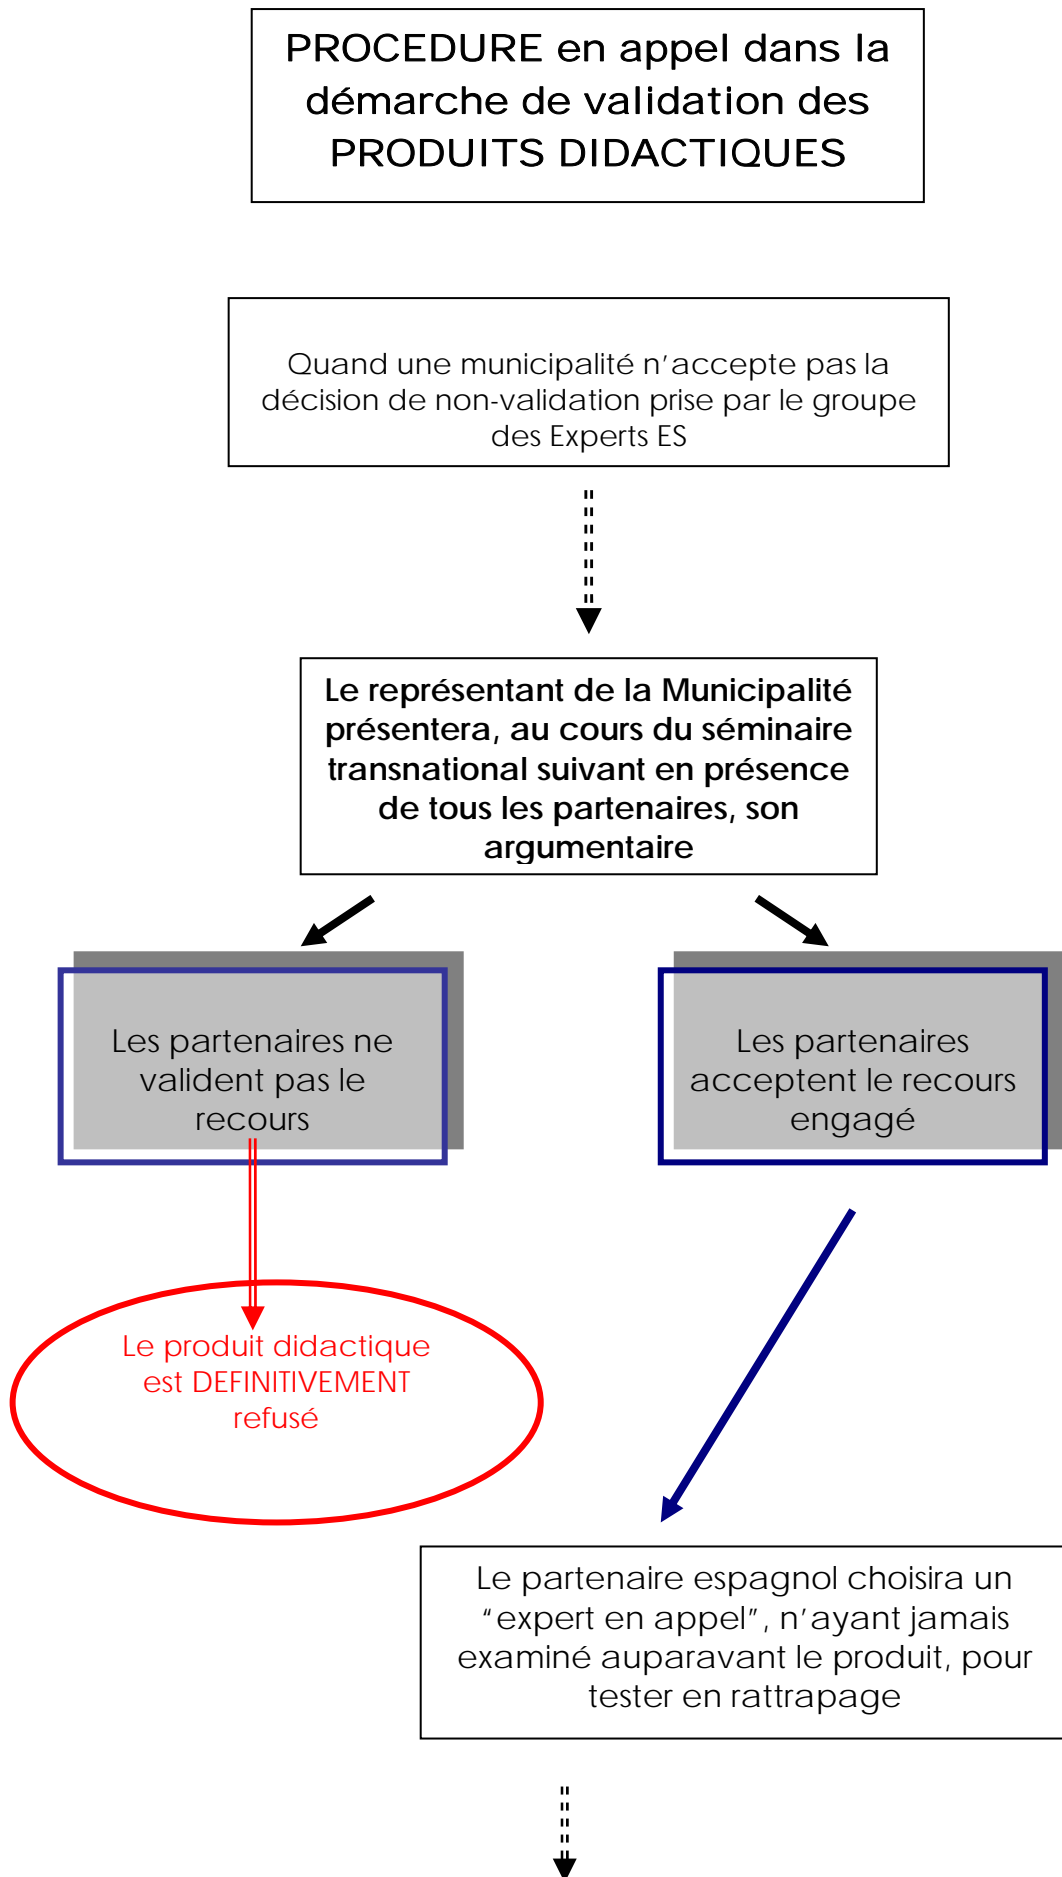 PROCEDURE en appel dans la
démarche de validation des
PRODUITS DIDACTIQUES
Quand une municipalité n’accepte pas la
décision de non-validation prise par le groupe
des Experts ES
Le représentant de la Municipalité
présentera, au cours du séminaire
transnational suivant en présence
de tous les partenaires, son
argumentaire
Les partenaires ne
valident pas le
recours
Les partenaires
acceptent le recours
engagé
Le produit didactique
est DEFINITIVEMENT
refusé
Le partenaire espagnol choisira un
“expert en appel”, n’ayant jamais
examiné auparavant le produit, pour
tester en rattrapage